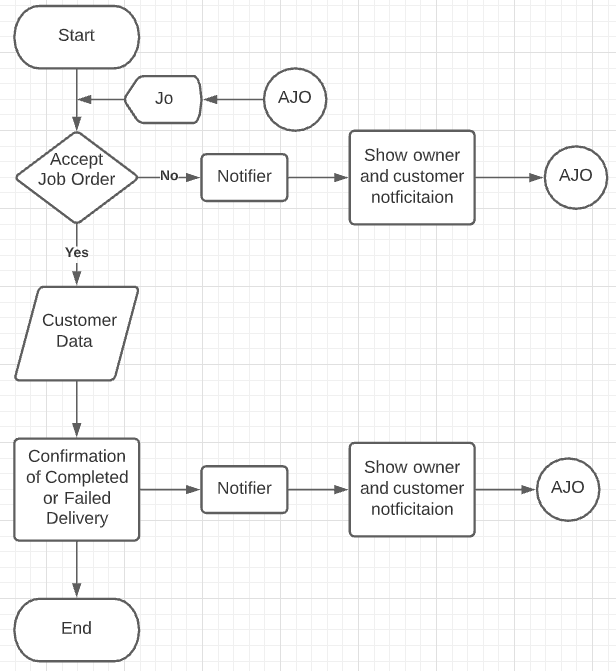 Start
Jo
AJO
Accept
Job Order
No
Notifier
Show owner
and customer
notficitaion
AJO
Yes
Customer
Data
Confirmation
of Completed
or Failed
Delivery
Notifier
Show owner
and customer
notficitaion
AJO
End